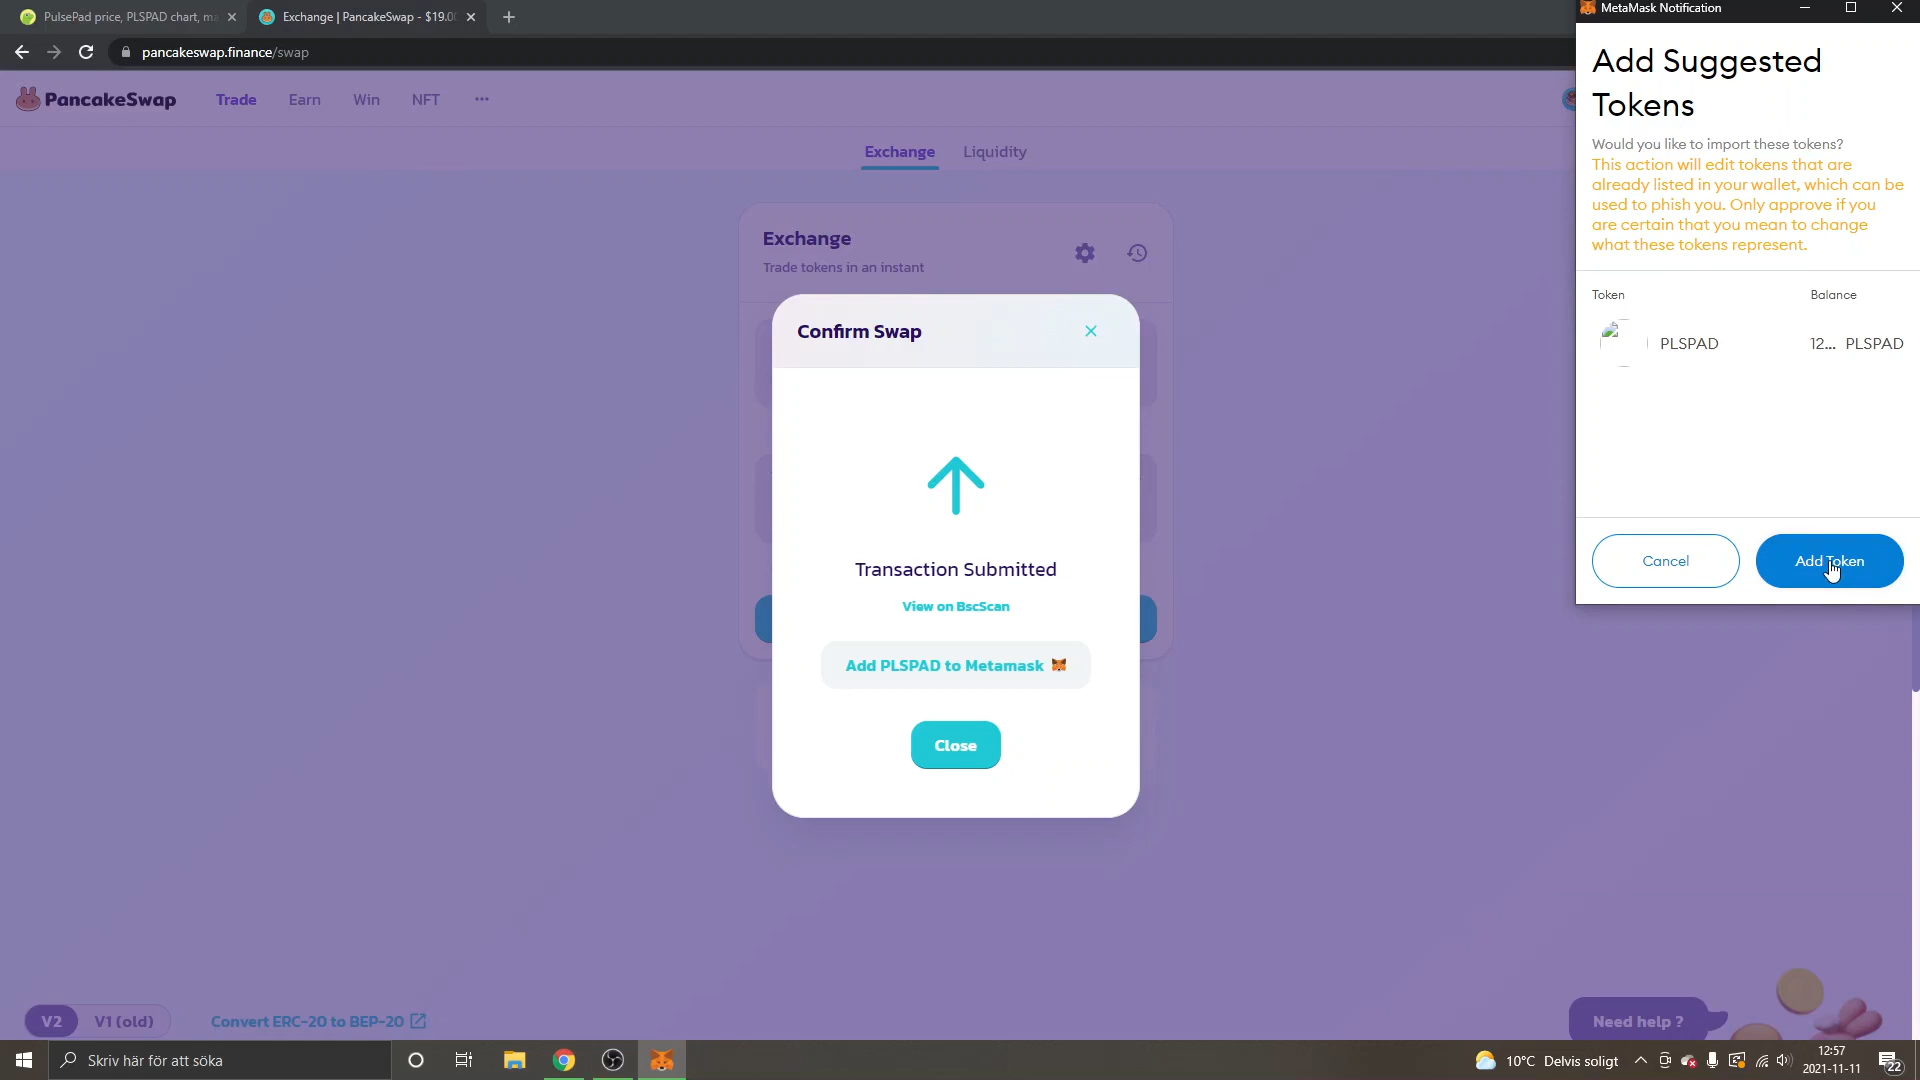 PulsePad price, PLSPAD chart, ma
Exchange | PancakeSwap - $19.0
pancakeswap.finance/swap
PancakeSwap
Trade
Earn
Win
NFT
Exchange
Liquidity
Exchange
Trade tokens in an instant
Confirm Swap
Transaction Submitted
View on BscScan
Add PLSPAD to Metamask
Close
MetaMask Notification
Add Suggested
Tokens
Would you like to import these tokens?
This action will edit tokens that are
already listed in your wallet, which can be
used to phish you. Only approve if you
are certain that you mean to change
what these tokens represent.
Token
Balance
PLSPAD
12... PLSPAD
Cancel
Add Token
V2
V1 (old)
Convert ERC-20 to BEP-20
Need help ?
Skriv här för att söka
10°C Delvis soligt
12:57
2021-11-11
22